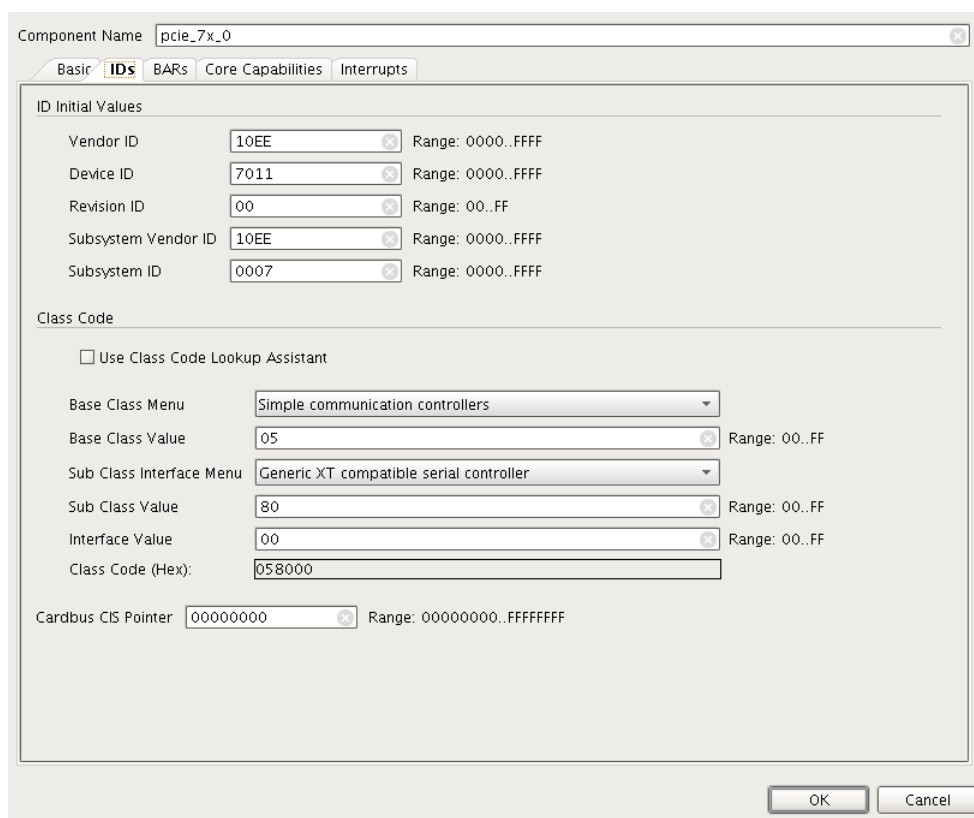 Component Name pcie_7x_0
Basic IDs BARs Core Capabilities Interrupts
ID Initial Values
Vendor ID 10EE Range: 0000..FFFF
Device ID 7011 Range: 0000..FFFF
Revision ID 00 Range: 00..FF
Subsystem Vendor ID 10EE Range: 0000..FFFF
Subsystem ID 0007 Range: 0000..FFFF
Class Code
Use Class Code Lookup Assistant
Base Class Menu Simple communication controllers
Base Class Value 05 Range: 00..FF
Sub Class Interface Menu Generic XT compatible serial controller
Sub Class Value 80 Range: 00..FF
Interface Value 00 Range: 00..FF
Class Code (Hex): 058000
Cardbus CIS Pointer 00000000 Range: 00000000..FFFFFFFF
OK Cancel